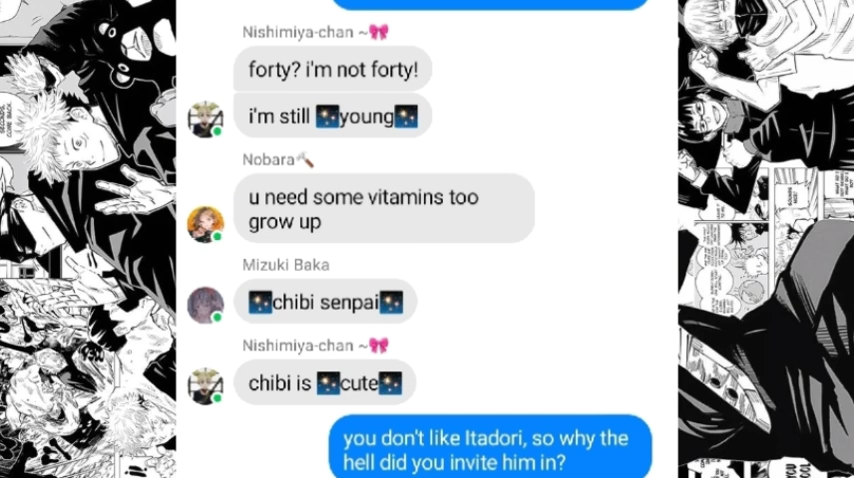 Nishimiya-chan ~🎀
forty? i'm not forty!
i'm still 🎇young🎇
Nobara🔨
u need some vitamins too
grow up
Mizuki Baka
🎇chibi senpai🎇
Nishimiya-chan ~🎀
chibi is 🎇cute🎇
you don't like Itadori, so why the
hell did you invite him in?